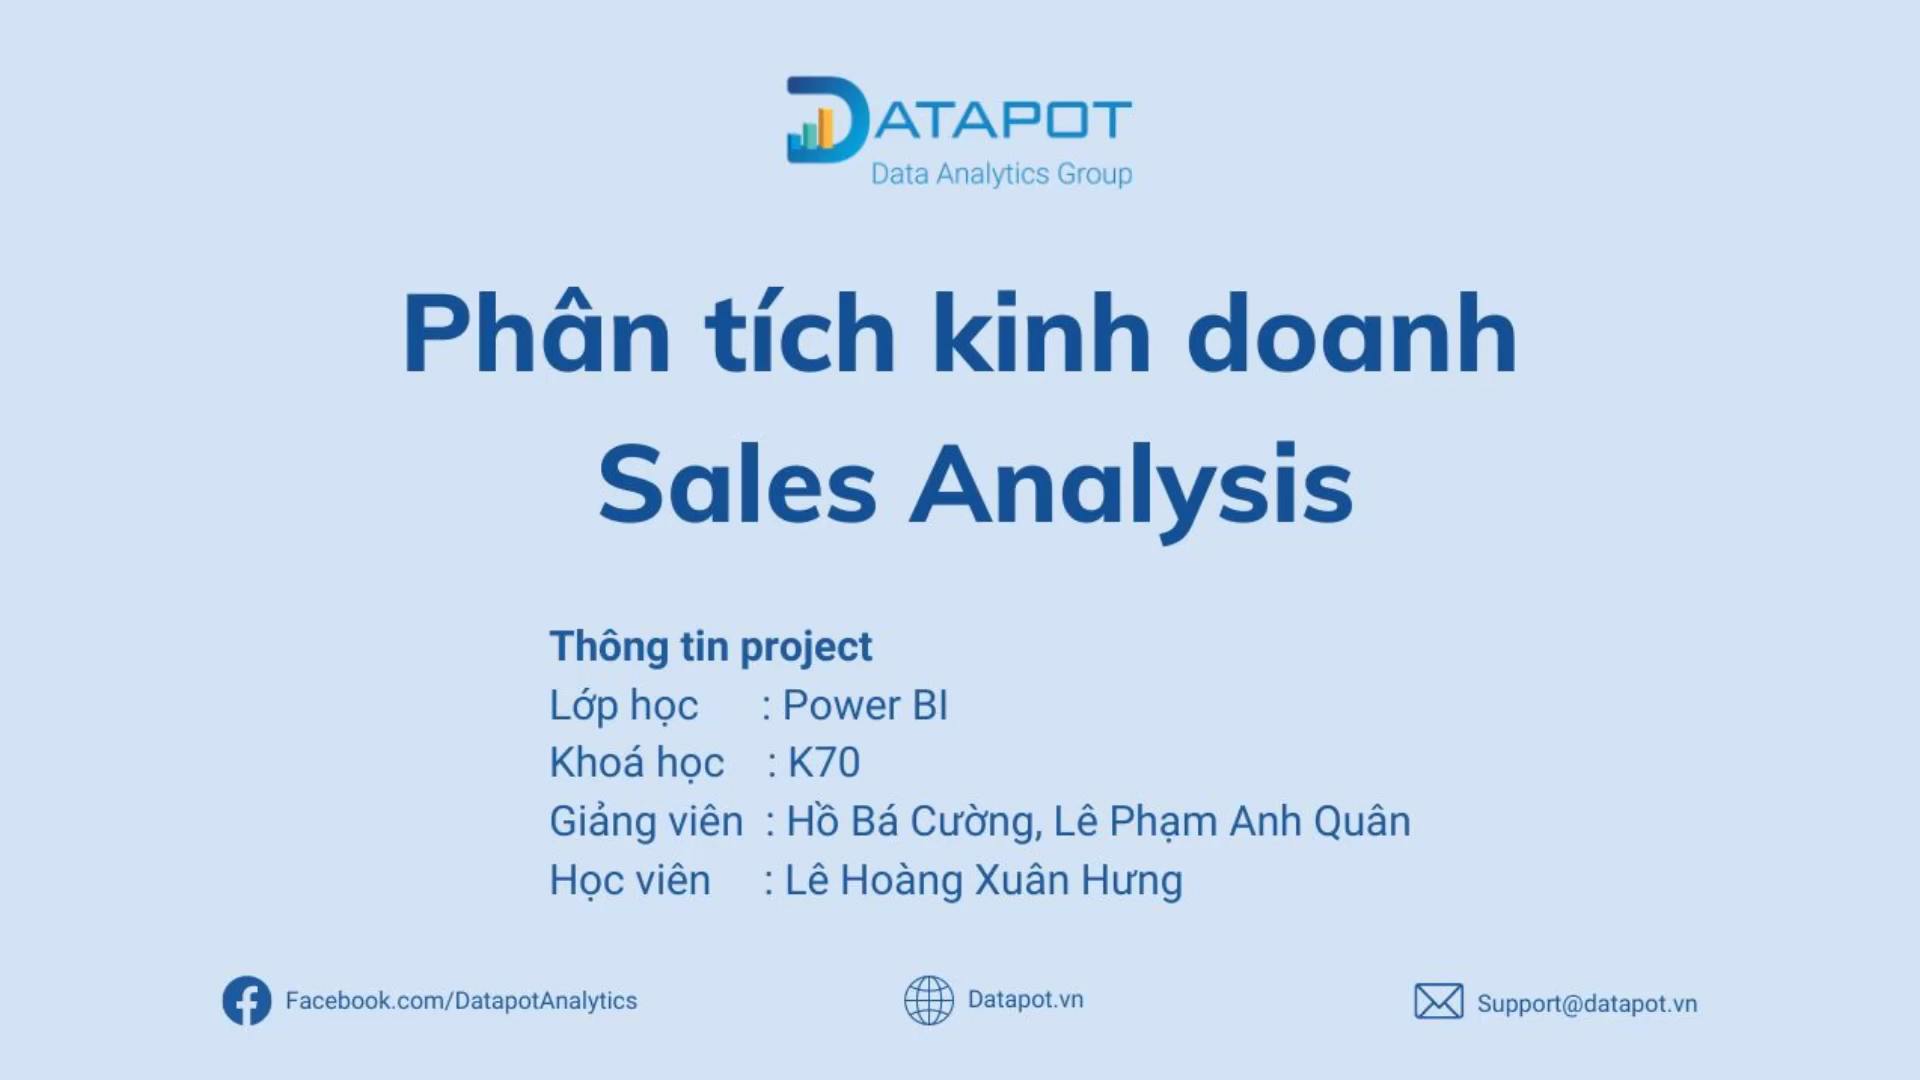 DATAPOT
Data Analytics Group
Phân tích kinh doanh
Sales Analysis
Thông tin project
Lớp học : Power BI
Khoá học : K70
Giảng viên : Hồ Bá Cường, Lê Phạm Anh Quân
Học viên : Lê Hoàng Xuân Hưng
Facebook.com/DatapotAnalytics
Datapot.vn
Support@datapot.vn